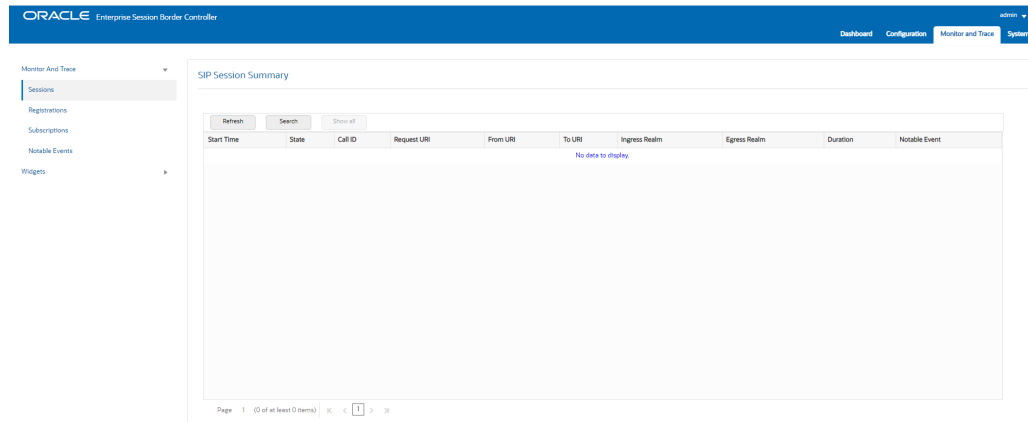 ORACLE Enterprise Session Border Controller
admin
Dashboard Configuration Monitor and Trace System
Monitor And Trace
Sessions
Registrations
Subscriptions
Notable Events
Widgets
SIP Session Summary
Refresh Search Show all
Start Time State Call ID Request URI From URI To URI Ingress Realm Egress Realm Duration Notable Event
No data to display.
Page 1 (0 of at least 0 items) 1